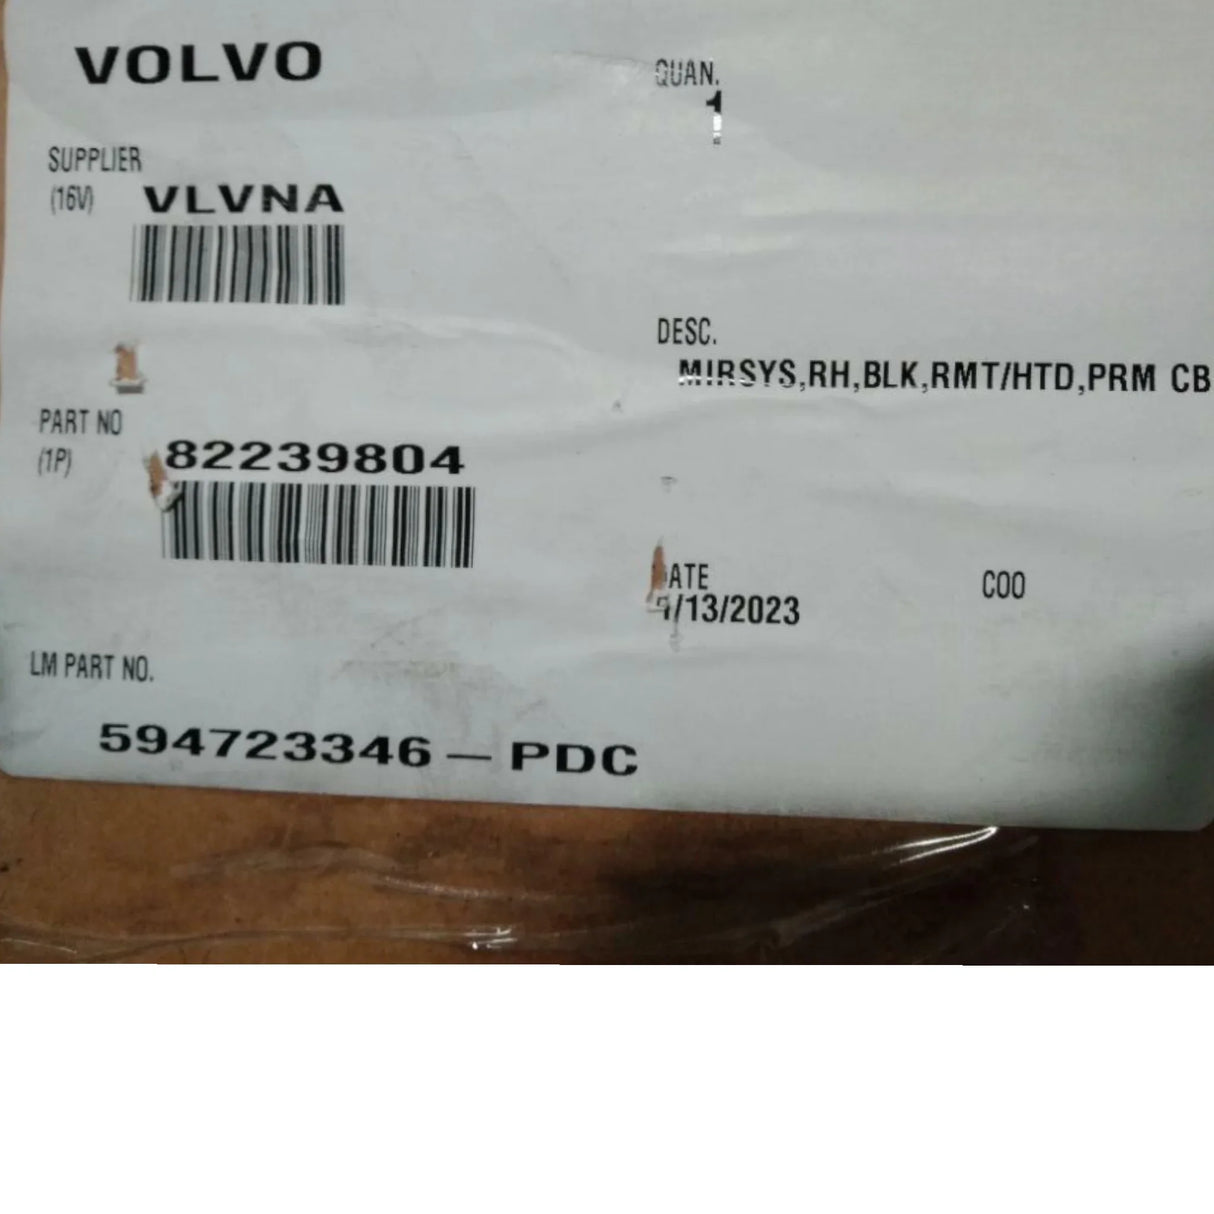 VOLVO
QUAN.
1
SUPPLIER
(16V) VLVNA
DESC.
MIRSYS,RH,BLK,RMT/HTD,PRM CB
PART NO
(1P) 82239804
/13/2023
COO
LM PART NO.
594723346 — PDC